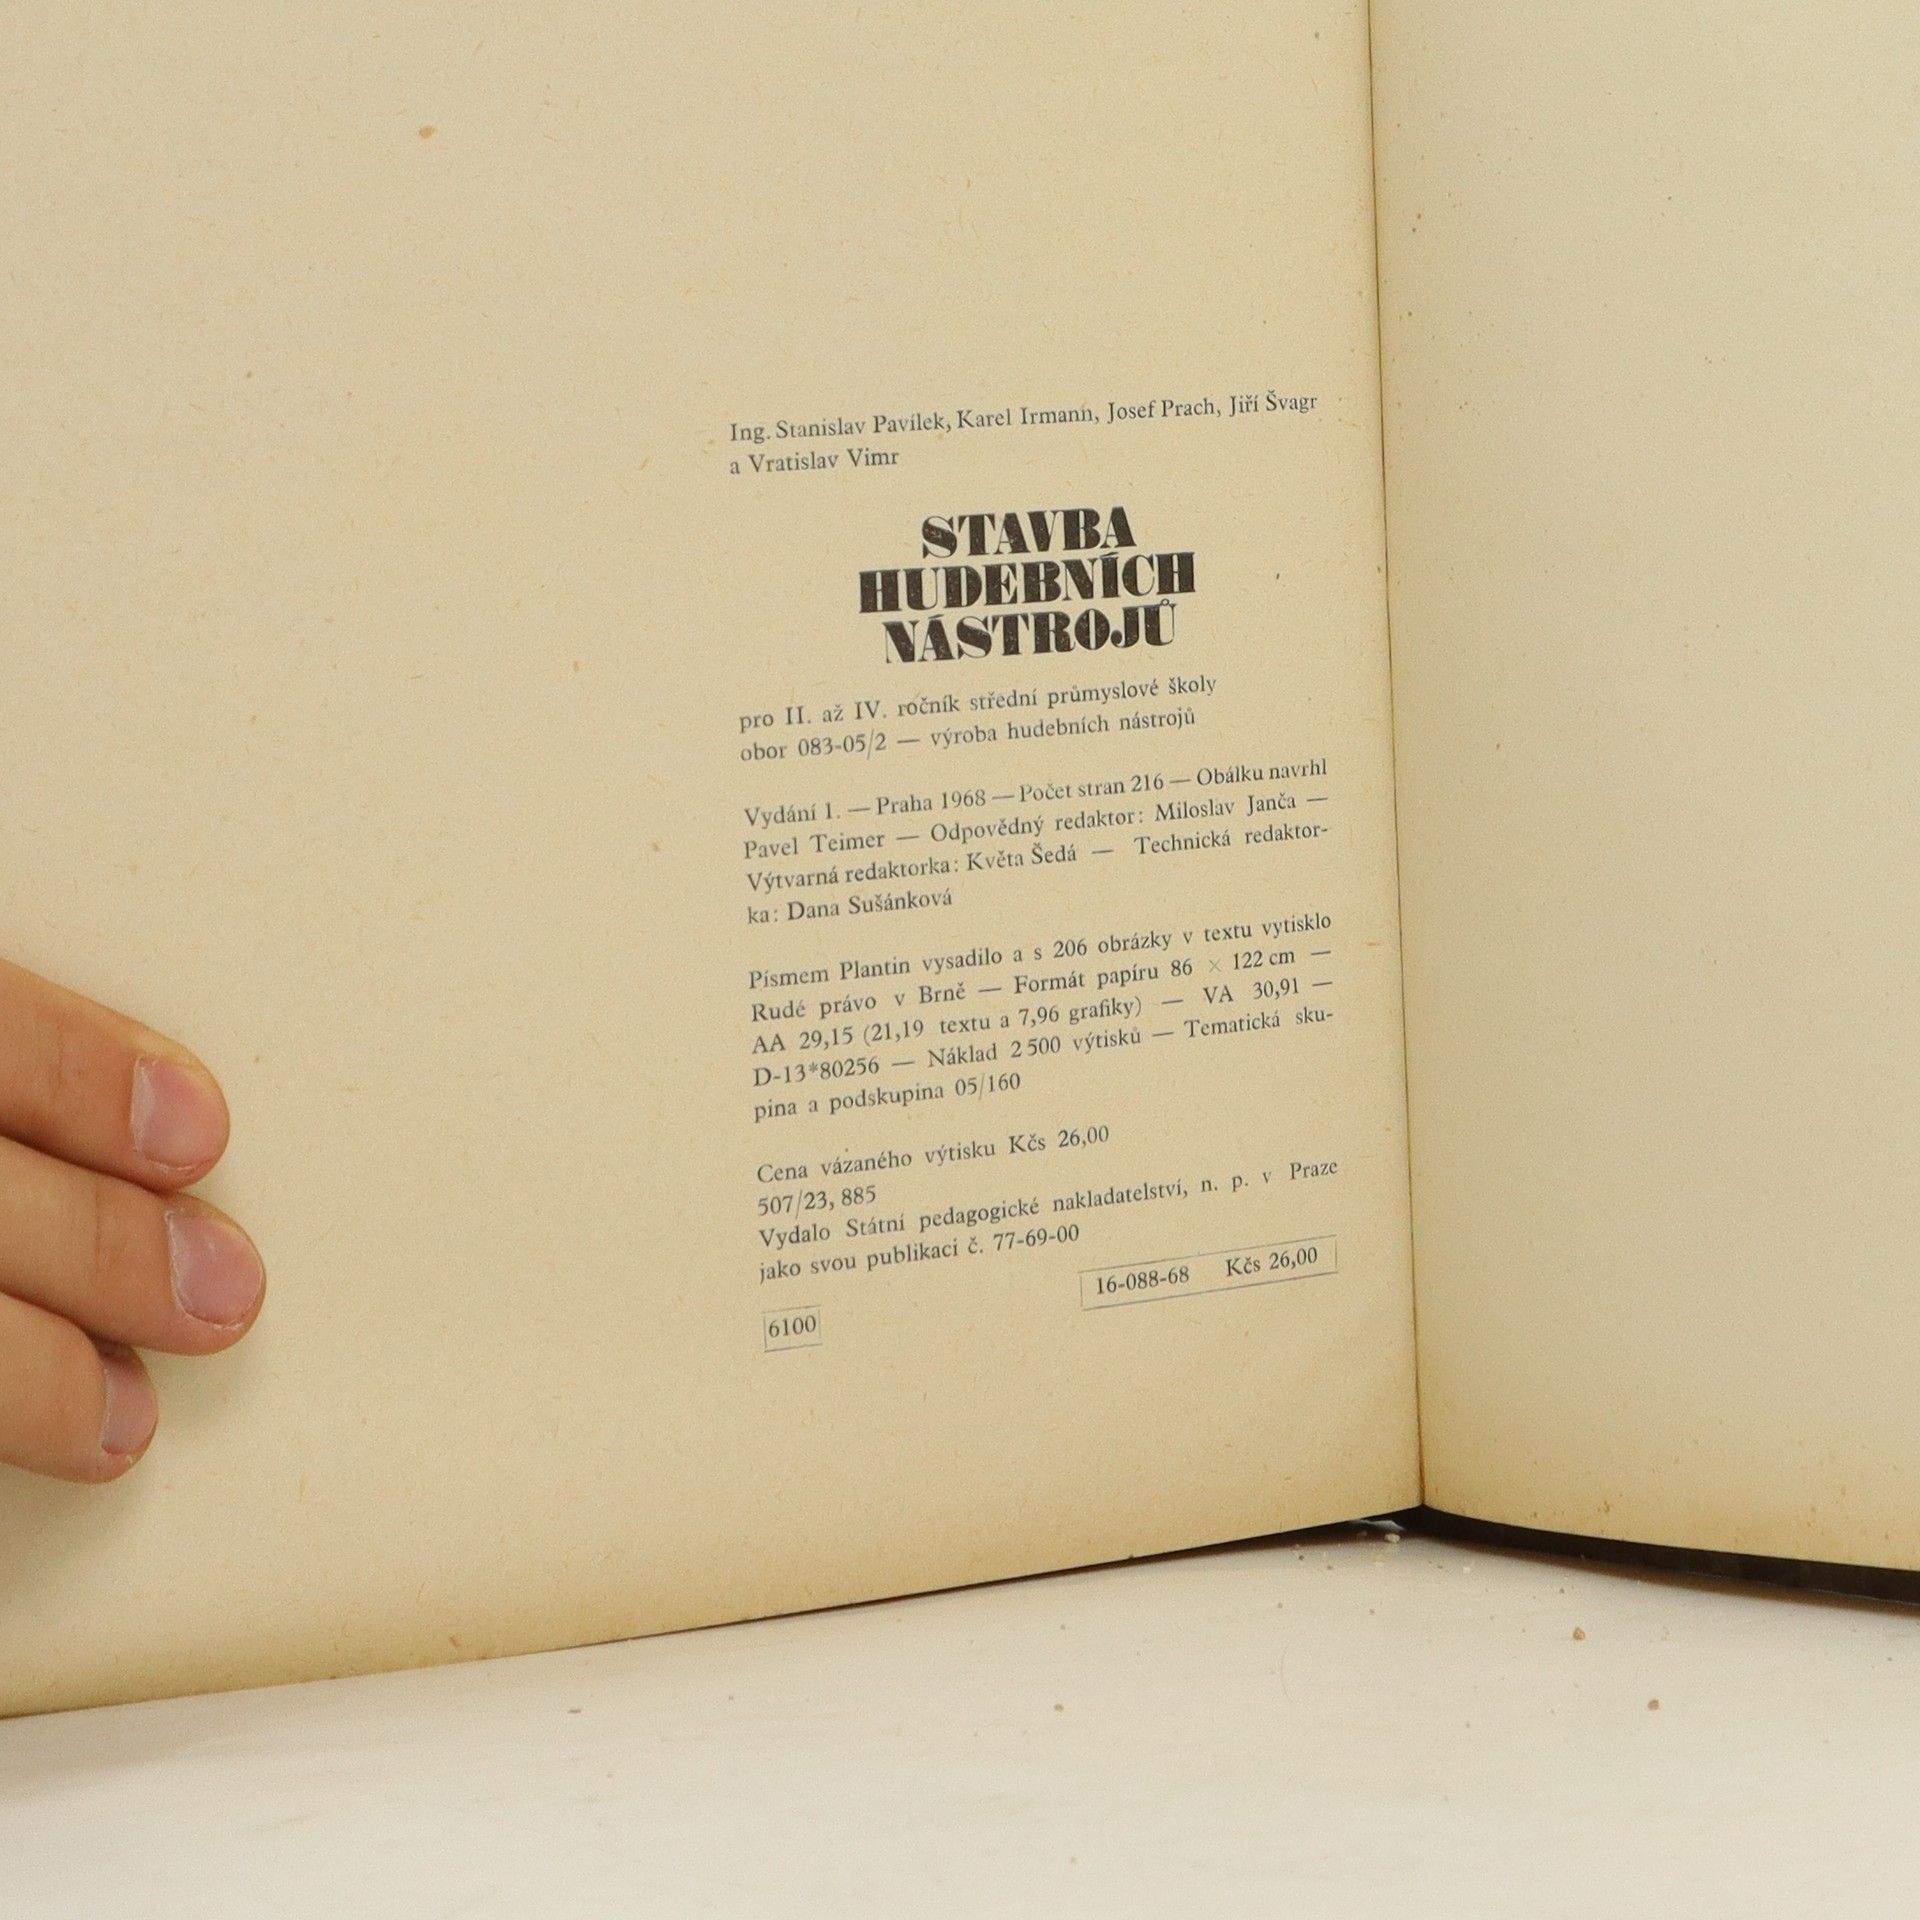 Ing. Stanislav Pavílek, Karel Irmann, Josef Prach, Jiří Švagr
a Vratislav Vimr
STAVBA
HUDEBNÍCH
NÁSTROJŮ
pro II. až IV. ročník střední průmyslové školy
obor 083-05/2 — výroba hudebních nástrojů
Vydání 1. — Praha 1968 — Počet stran 216 — Obálku navrhl
Pavel Teimer — Odpovědný redaktor: Miloslav Janča —
Výtvarná redaktorka: Květa Šedá — Technická redaktor-
ka: Dana Sušánková
Písmem Plantin vysadilo a s 206 obrázky v textu vytisklo
Rudé právo v Brně — Formát papíru 86 × 122 cm —
AA 29,15 (21,19 textu a 7,96 grafiky) — VA 30,91 —
D-13*80256 — Náklad 2 500 výtisků — Tematická sku-
pina a podskupina 05/160
Cena vázaného výtisku Kčs 26,00
507/23, 885
Vydalo Státní pedagogické nakladatelství, n. p. v Praze
jako svou publikaci č. 77-69-00
16-088-68 Kčs 26,00
6100